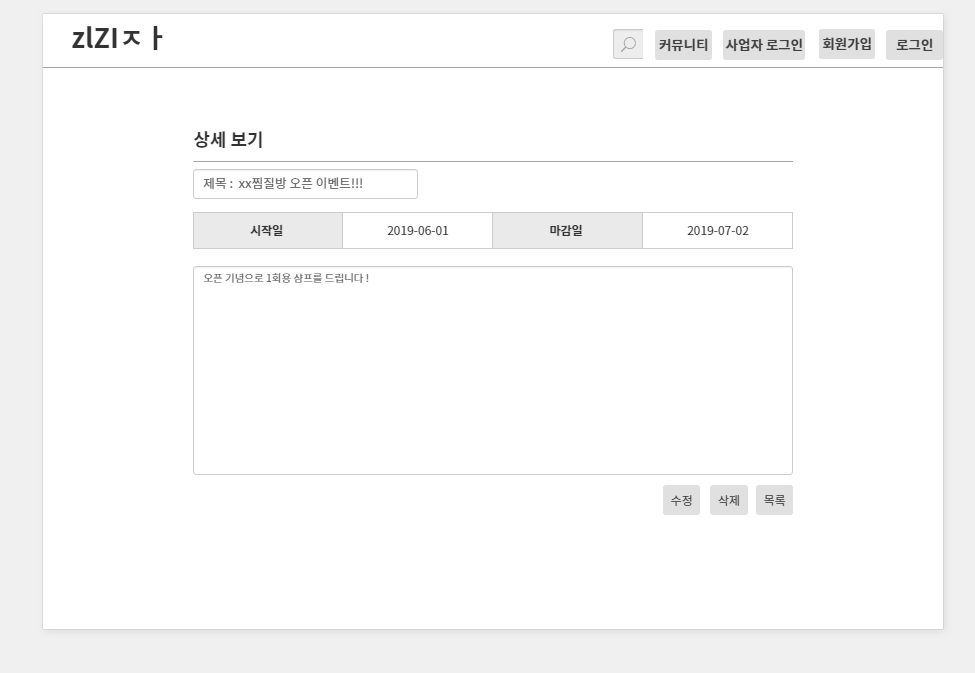 zlZIㅈㅏ
커뮤니티 사업자 로그인 회원가입 로그인
상세 보기
제목 : xx찜질방 오픈 이벤트!!!
시작일 2019-06-01 마감일 2019-07-02
오픈 기념으로 1회용 샴프를 드립니다 !
수정 삭제 목록